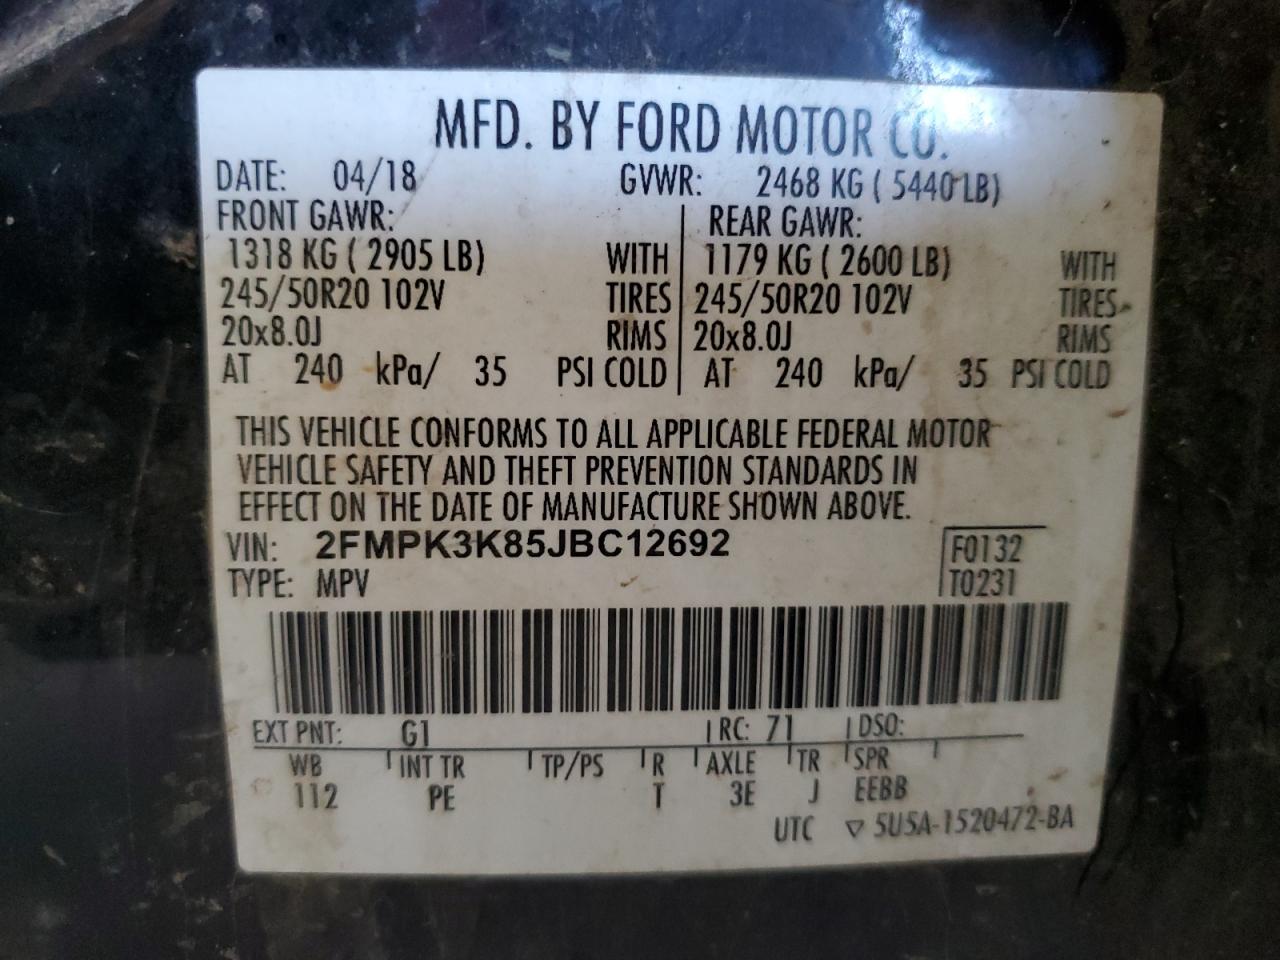 MFD. BY FORD MOTOR CO.
DATE: 04/18 GVWR: 2468 KG ( 5440 LB)
FRONT GAWR: REAR GAWR:
1318 KG ( 2905 LB) WITH 1179 KG ( 2600 LB) WITH
245/50R20 102V TIRES 245/50R20 102V TIRES
20x8.0J RIMS 20x8.0J RIMS
AT 240 kPa/ 35 PSI COLD AT 240 kPa/ 35 PSI COLD
THIS VEHICLE CONFORMS TO ALL APPLICABLE FEDERAL MOTOR
VEHICLE SAFETY AND THEFT PREVENTION STANDARDS IN
EFFECT ON THE DATE OF MANUFACTURE SHOWN ABOVE.
VIN: 2FMPK3K85JBC12692 F0132
TYPE: MPV T0231
EXT PNT: G1 RC: 71 DSO:
WB INT TR TP/PS R AXLE TR SPR
112 PE T 3E J EEBB
UTC ▽ 5U5A-1520472-BA